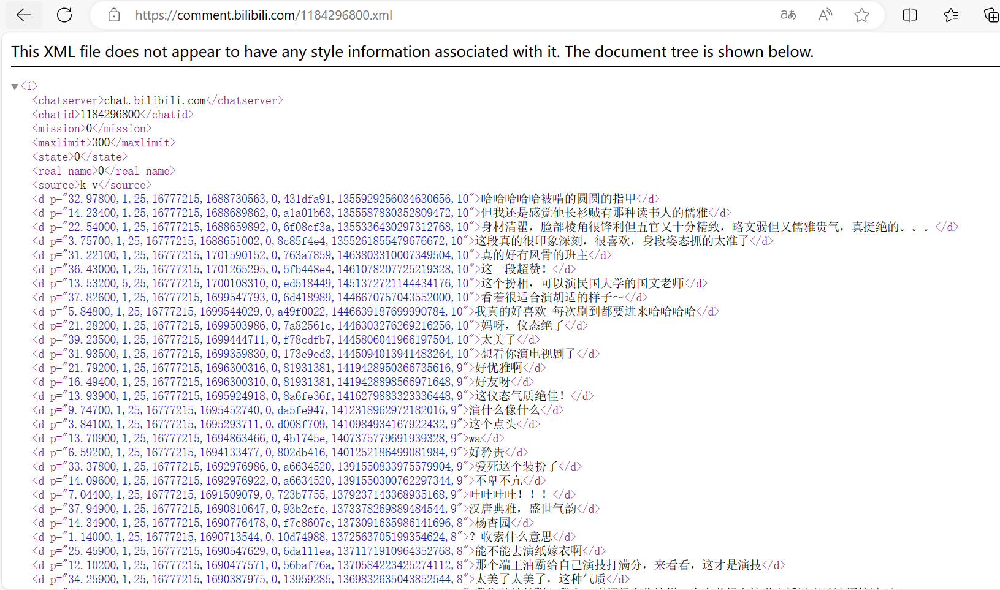 https://comment.bilibili.com/1184296800.xml
This XML file does not appear to have any style information associated with it. The document tree is shown below.
▼<i>
<chatserver>chat.bilibili.com</chatserver>
<chatid>1184296800</chatid>
<mission>0</mission>
<maxlimit>300</maxlimit>
<state>0</state>
<real_name>0</real_name>
<source>k-v</source>
<d p="32.97800,1,25,16777215,1688730563,0,431dfa91,1355929256034630656,10">哈哈哈哈哈被啃的圆圆的指甲</d>
<d p="14.23400,1,25,16777215,1688689862,0,a1a01b63,1355587830352809472,10">但我还是感觉他长衫贼有那种读书人的儒雅</d>
<d p="22.54000,1,25,16777215,1688659892,0,6f08cf3a,1355336430297312768,10">身材清瞿，脸部棱角很锋利但五官又十分精致，略文弱但又儒雅贵气，真挺绝的。。。</d>
<d p="3.75700,1,25,16777215,1688651002,0,8c85f4e4,1355261855479676672,10">这段真的很印象深刻，很喜欢，身段姿态抓的太准了</d>
<d p="31.22100,1,25,16777215,1701590152,0,763a7859,1463803310007349504,10">真的好有风骨的班主</d>
<d p="36.43000,1,25,16777215,1701265295,0,5fb448e4,1461078207725219328,10">这一段超赞！</d>
<d p="13.53200,5,25,16777215,1700108310,0,ed518449,1451372721144434176,10">这个扮相，可以演民国大学的国文老师</d>
<d p="37.82600,1,25,16777215,1699547793,0,6d418989,1446670757043552000,10">看着很适合演胡适的样子～</d>
<d p="5.84800,1,25,16777215,1699544029,0,a49f0022,1446639187699990784,10">我真的好喜欢 每次刷到都要进来哈哈哈哈</d>
<d p="21.28200,1,25,16777215,1699503986,0,7a82561e,1446303276269216256,10">妈呀，仪态绝了</d>
<d p="39.23500,1,25,16777215,1699444711,0,f78cdfb7,1445806041966197504,10">太美了</d>
<d p="31.93500,1,25,16777215,1699359830,0,173e9ed3,1445094013941483264,10">想看你演电视剧了</d>
<d p="21.79200,1,25,16777215,1696300316,0,81931381,1419428950366735616,9">好优雅啊</d>
<d p="16.49400,1,25,16777215,1696300310,0,81931381,1419428898566971648,9">好友呀</d>
<d p="13.93900,1,25,16777215,1695924918,0,8a6fe36f,1416279883323336448,9">这仪态气质绝佳！</d>
<d p="9.74700,1,25,16777215,1695452740,0,da5fe947,1412318962972182016,9">演什么像什么</d>
<d p="3.84100,1,25,16777215,1695293711,0,d008f709,1410984934167922432,9">这个点头</d>
<d p="13.70900,1,25,16777215,1694863466,0,4b1745e,1407375779691939328,9">wa</d>
<d p="6.59200,1,25,16777215,1694133477,0,802db416,1401252186499081984,9">好矜贵</d>
<d p="33.37800,1,25,16777215,1692976986,0,a6634520,1391550833975579904,9">爱死这个装扮了</d>
<d p="14.09600,1,25,16777215,1692976922,0,a6634520,1391550300762297344,9">不卑不亢</d>
<d p="7.04400,1,25,16777215,1691509079,0,723b7755,1379237143368935168,9">哇哇哇哇！！！</d>
<d p="37.94900,1,25,16777215,1690810647,0,93b2cfe,1373378269889484544,9">汉唐典雅，盛世气韵</d>
<d p="14.34900,1,25,16777215,1690776478,0,f7c8607c,1373091635986141696,8">杨杏园</d>
<d p="1.14000,1,25,16777215,1690713544,0,10d74988,1372563705199354624,8">？收索什么意思</d>
<d p="25.45900,1,25,16777215,1690547629,0,6da111ea,1371171910964352768,8">能不能去演纸嫁衣啊</d>
<d p="12.10200,1,25,16777215,1690477571,0,56baf76a,1370584223425274112,8">那个端王油霸给自己演技打满分，来看看，这才是演技</d>
<d p="34.25900,1,25,16777215,1690387975,0,13959285,1369832635043852544,8">太美了太美了，这种气质</d>